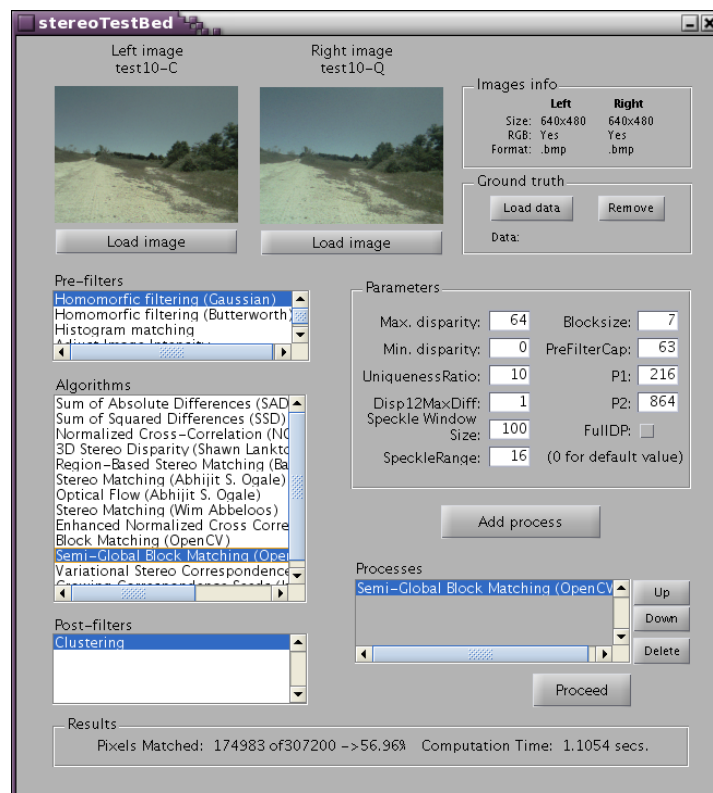 stereoTestBed
Left image
test10-C
Right image
test10-Q
Load image
Load image
Images info
Left Right
Size: 640x480 640x480
RGB: Yes Yes
Format: .bmp .bmp
Ground truth
Load data Remove
Data:
Pre-filters
Homomorfic filtering (Gaussian)
Homomorfic filtering (Butterworth)
Histogram matching
Adjust Image Intensity
Algorithms
Sum of Absolute Differences (SAD
Sum of Squared Differences (SSD)
Normalized Cross-Correlation (NC
3D Stereo Disparity (Shawn Lankto
Region-Based Stereo Matching (Ba
Stereo Matching (Abhijit S. Ogale)
Optical Flow (Abhijit S. Ogale)
Stereo Matching (Wim Abbeloos)
Enhanced Normalized Cross Corre
Block Matching (OpenCV)
Semi-Global Block Matching (Ope
Variational Stereo Correspondence
Growing Correspondence Seeds
Post-filters
Clustering
Parameters
Max. disparity: 64 Blocksize: 7
Min. disparity: 0 PreFilterCap: 63
UniquenessRatio: 10 P1: 216
Disp12MaxDiff: 1 P2: 864
Speckle Window
Size: 100 FullDP:
SpeckleRange: 16 (0 for default value)
Add process
Processes
Semi-Global Block Matching (OpenCV
Up
Down
Delete
Proceed
Results
Pixels Matched: 174983 of307200 ->56.96% Computation Time: 1.1054 secs.